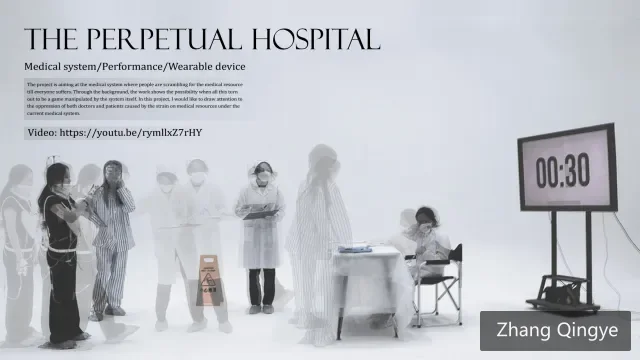 THE PERPETUAL HOSPITAL
Medical system/Performance/Wearable device
The project is aiming at the medical system where people are scrambling for the medical resource
till everyone suffers. Through the background, the work shows the possibility when all this turn
out to be a game manipulated by the system itself. In this project, I would like to draw attention to
the oppression of both doctors and patients caused by the strain on medical resources under the
current medical system.
Video: https://youtu.be/rymllxZ7rHY
00:30
Zhang Qingye